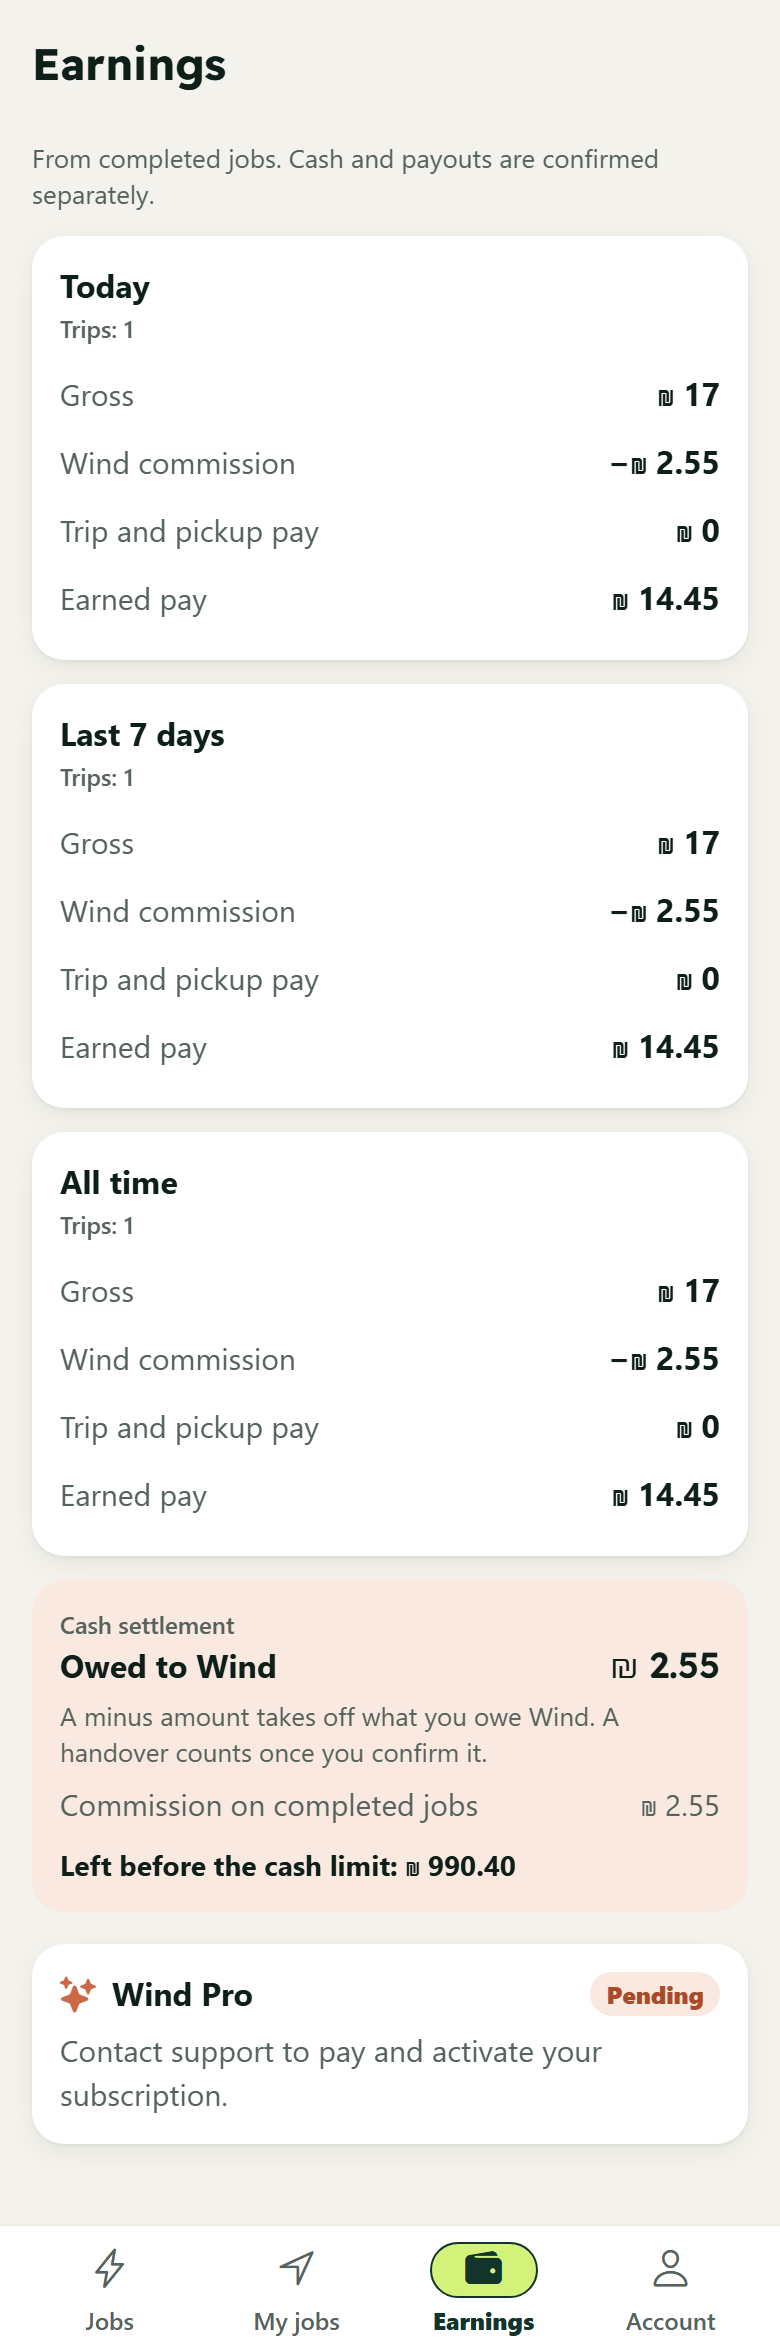 Earnings
From completed jobs. Cash and payouts are confirmed
separately.
Today
Trips: 1
Gross ₪ 17
Wind commission −₪ 2.55
Trip and pickup pay ₪ 0
Earned pay ₪ 14.45
Last 7 days
Trips: 1
Gross ₪ 17
Wind commission −₪ 2.55
Trip and pickup pay ₪ 0
Earned pay ₪ 14.45
All time
Trips: 1
Gross ₪ 17
Wind commission −₪ 2.55
Trip and pickup pay ₪ 0
Earned pay ₪ 14.45
Cash settlement
Owed to Wind ₪ 2.55
A minus amount takes off what you owe Wind. A
handover counts once you confirm it.
Commission on completed jobs ₪ 2.55
Left before the cash limit: ₪ 990.40
Wind Pro Pending
Contact support to pay and activate your
subscription.
Jobs My jobs Earnings Account